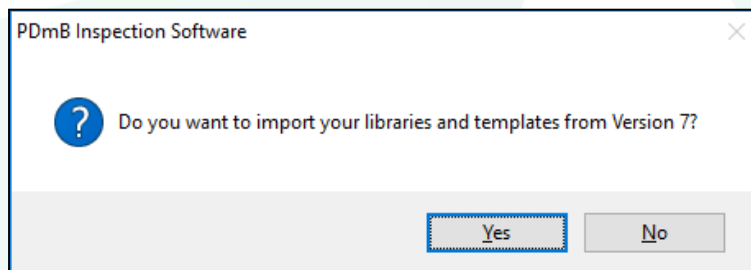 PDmB Inspection Software
Do you want to import your libraries and templates from Version 7?
Yes
No